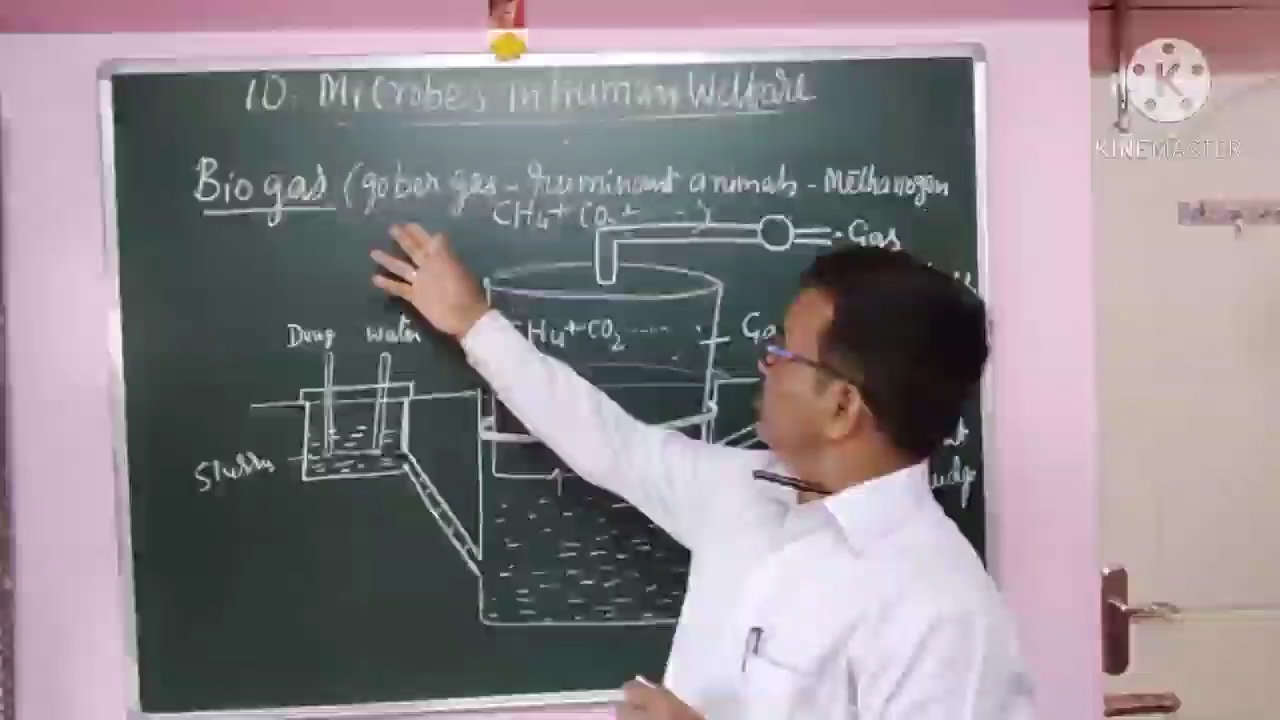 10. Microbes in human Welfare
Bio gas (gober gas - ruminant animals - Methanogen
CH4 + CO2 + ....)
Gas
Dung water
CH4 + CO2 .....
Slurry
KINEMASTER